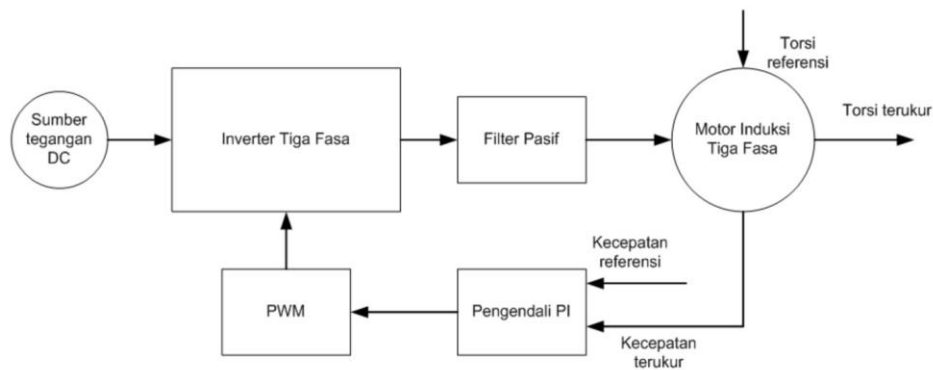 Torsi
referensi
Sumber
tegangan
DC
Inverter Tiga Fasa
Filter Pasif
Motor Induksi
Tiga Fasa
Torsi terukur
Kecepatan
referensi
PWM
Pengendali PI
Kecepatan
terukur